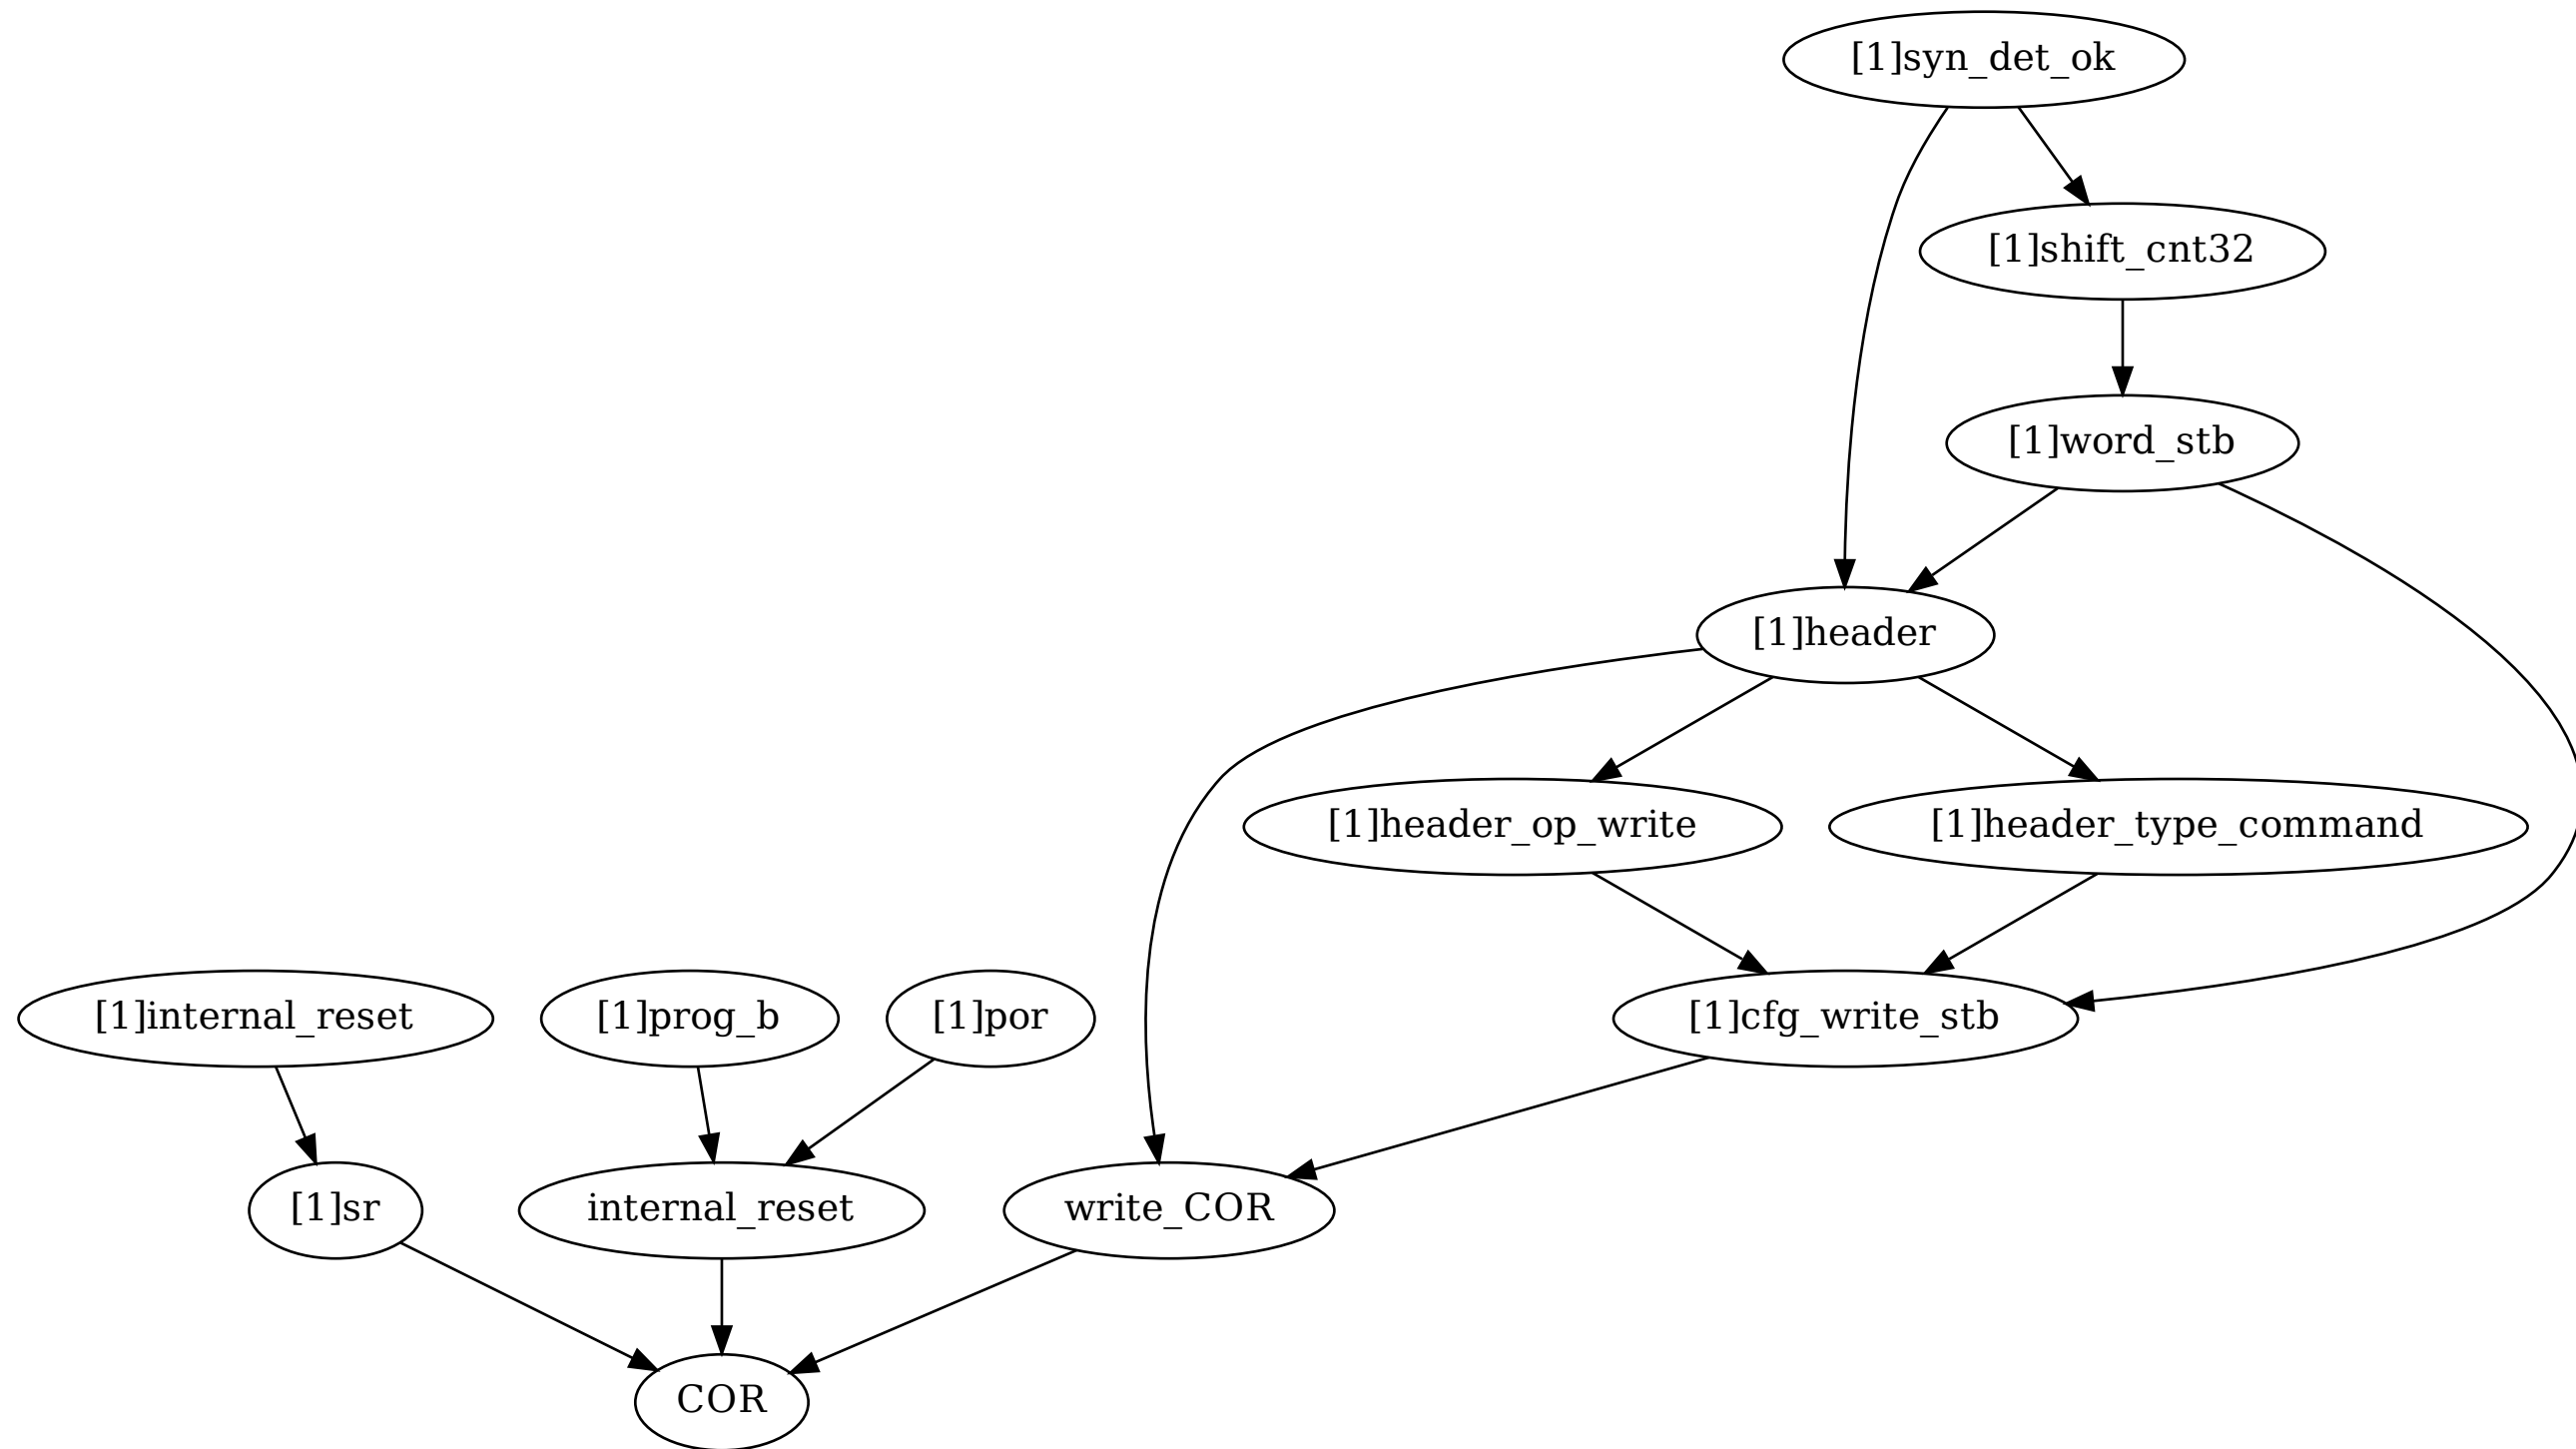 [1]syn_det_ok
[1]shift_cnt32
[1]word_stb
[1]header
[1]header_op_write
[1]header_type_command
[1]internal_reset
[1]prog_b
[1]por
[1]cfg_write_stb
[1]sr
internal_reset
write_COR
COR